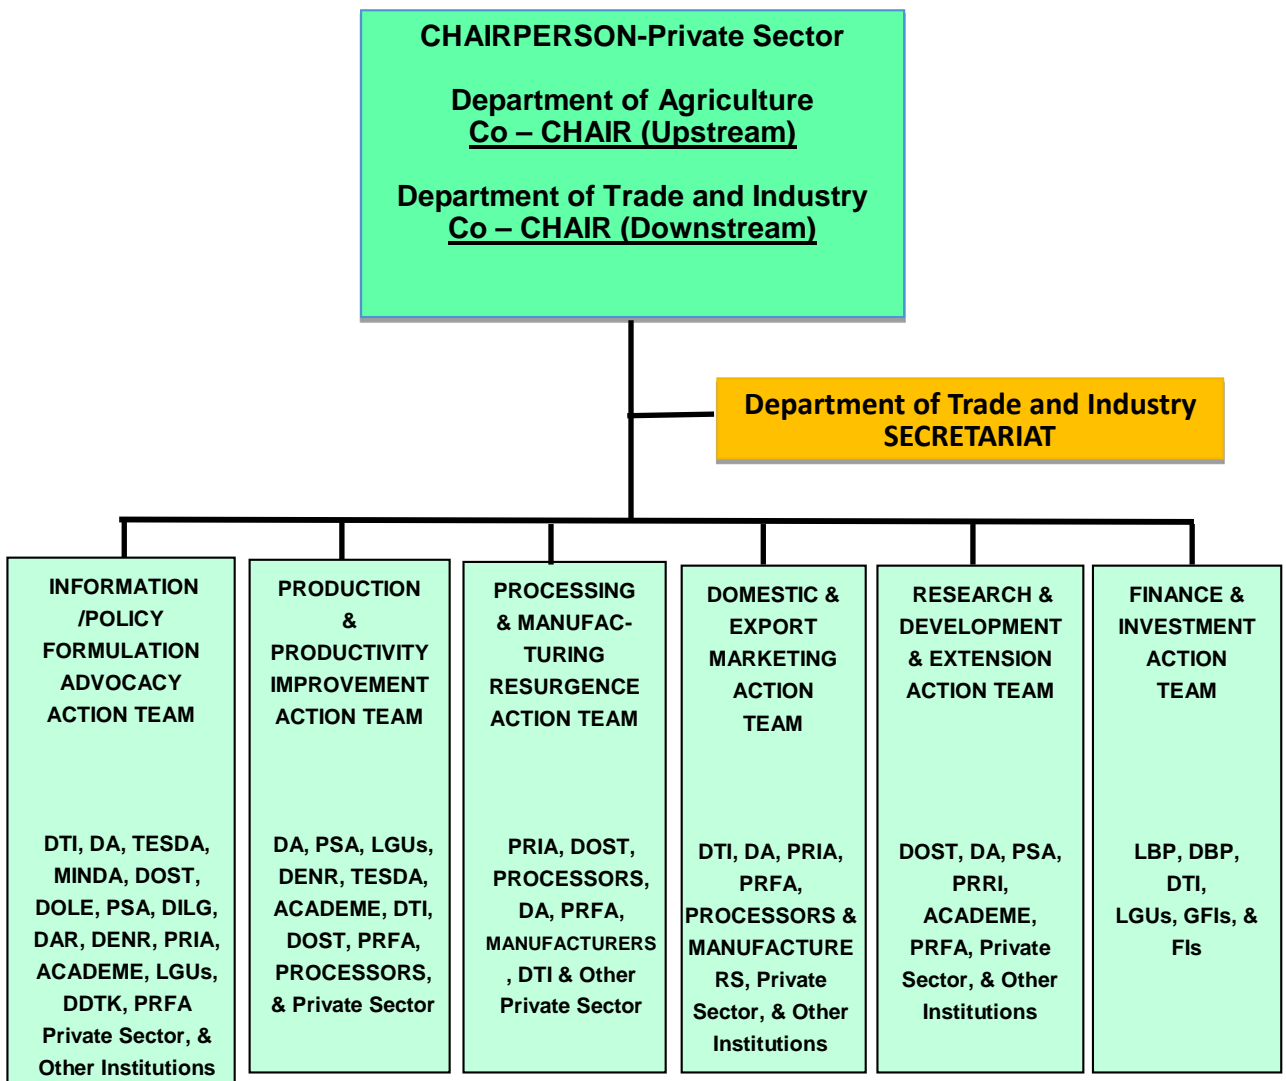 CHAIRPERSON-Private Sector
Department of Agriculture
Co – CHAIR (Upstream)
Department of Trade and Industry
Co – CHAIR (Downstream)
Department of Trade and Industry
SECRETARIAT
INFORMATION
/POLICY
FORMULATION
ADVOCACY
ACTION TEAM
DTI, DA, TESDA,
MINDA, DOST,
DOLE, PSA, DILG,
DAR, DENR, PRIA,
ACADEME, LGUs,
DDTK, PRFA
Private Sector, &
Other Institutions
PRODUCTION
&
PRODUCTIVITY
IMPROVEMENT
ACTION TEAM
DA, PSA, LGUs,
DENR, TESDA,
ACADEME, DTI,
DOST, PRFA,
PROCESSORS,
& Private Sector
PROCESSING
& MANUFAC-
TURING
RESURGENCE
ACTION TEAM
PRIA, DOST,
PROCESSORS,
DA, PRFA,
MANUFACTURERS
, DTI & Other
Private Sector
DOMESTIC &
EXPORT
MARKETING
ACTION
TEAM
DTI, DA, PRIA,
PRFA,
PROCESSORS &
MANUFACTURE
RS, Private
Sector, & Other
Institutions
RESEARCH &
DEVELOPMENT
& EXTENSION
ACTION TEAM
DOST, DA, PSA,
PRRI,
ACADEME,
PRFA, Private
Sector, & Other
Institutions
FINANCE &
INVESTMENT
ACTION
TEAM
LBP, DBP,
DTI,
LGUs, GFIs, &
FIs